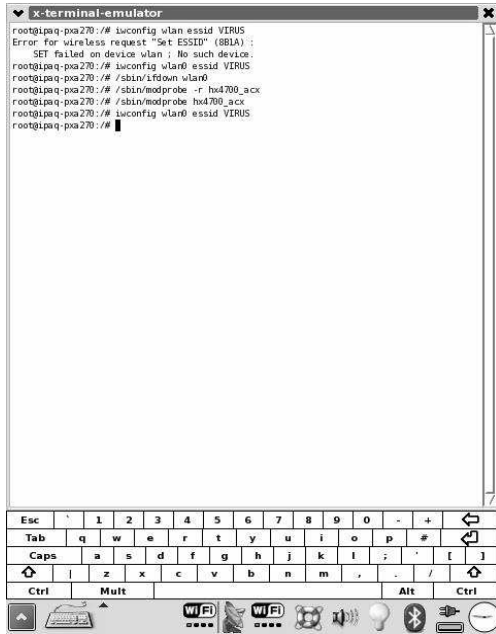 x-terminal-emulator
root@ipaq-pxa270:/# iwconfig wlan essid VIRUS
Error for wireless request "Set ESSID" (8B1A) :
SET failed on device wlan ; No such device.
root@ipaq-pxa270:/# iwconfig wlan0 essid VIRUS
root@ipaq-pxa270:/# /sbin/ifdown wlan0
root@ipaq-pxa270:/# /sbin/modprobe -r hx4700_acx
root@ipaq-pxa270:/# /sbin/modprobe hx4700_acx
root@ipaq-pxa270:/# iwconfig wlan0 essid VIRUS
root@ipaq-pxa270:/#
Esc ` 1 2 3 4 5 6 7 8 9 0 - +
Tab q w e r t y u i o p #
Caps a s d f g h j k l ; ' [ ]
| z x c v b n m , . /
Ctrl Mult Alt Ctrl
WiFi WiFi